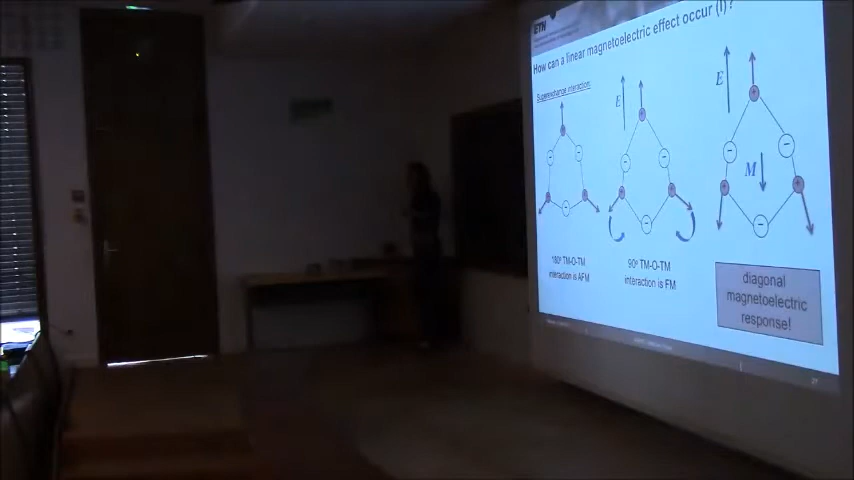 ETH
How can a linear magnetoelectric effect occur (I)?
Superexchange interaction:
E
E
M
180° TM-O-TM
interaction is AFM
90° TM-O-TM
interaction is FM
diagonal
magnetoelectric
response!